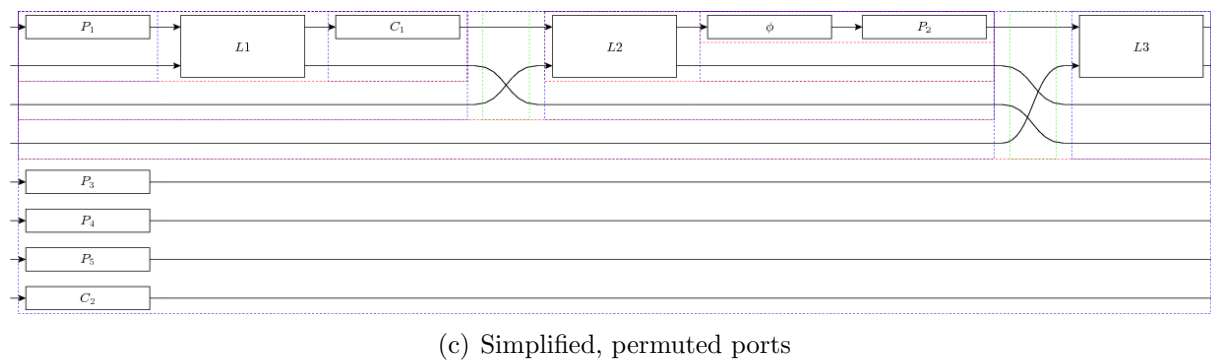 P₁ L1 C₁ L2 ϕ P₂ L3
P₃
P₄
P₅
C₂
(c) Simplified, permuted ports